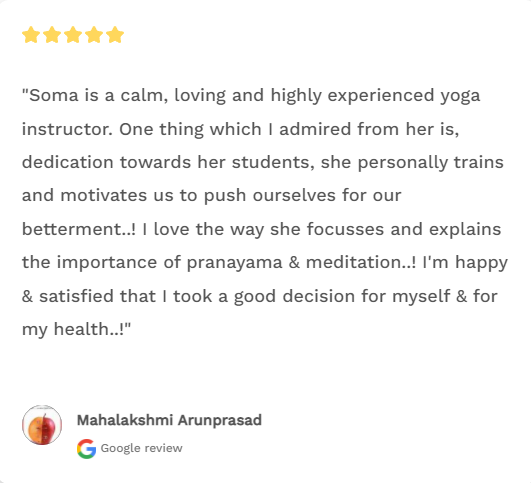 "Soma is a calm, loving and highly experienced yoga
instructor. One thing which I admired from her is,
dedication towards her students, she personally trains
and motivates us to push ourselves for our
betterment..! I love the way she focusses and explains
the importance of pranayama & meditation..! I'm happy
& satisfied that I took a good decision for myself & for
my health..!"
Mahalakshmi Arunprasad
Google review